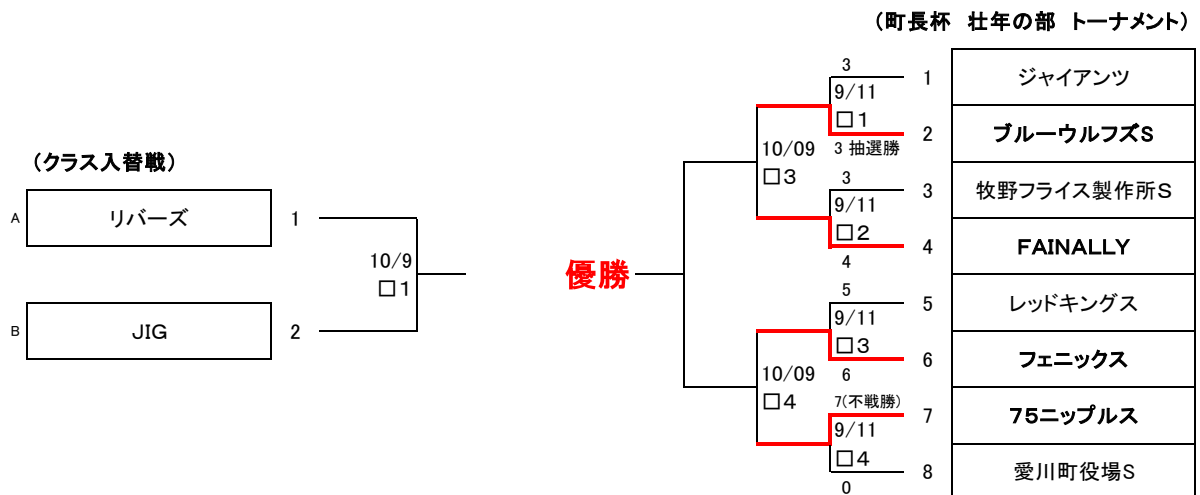 (町長杯 壮年の部 トーナメント)
(クラス入替戦)
A リバーズ 1
10/9
□1
B JIG 2
優勝
3
1 ジャイアンツ
9/11
□1
2 ブルーウルフズS
3 抽選勝
10/09
□3
3
3 牧野フライス製作所S
9/11
□2
4 FAINALLY
4
5
5 レッドキングス
9/11
□3
6 フェニックス
6
10/09
□4
7(不戦勝)
7 75ニップルス
9/11
□4
8 愛川町役場S
0